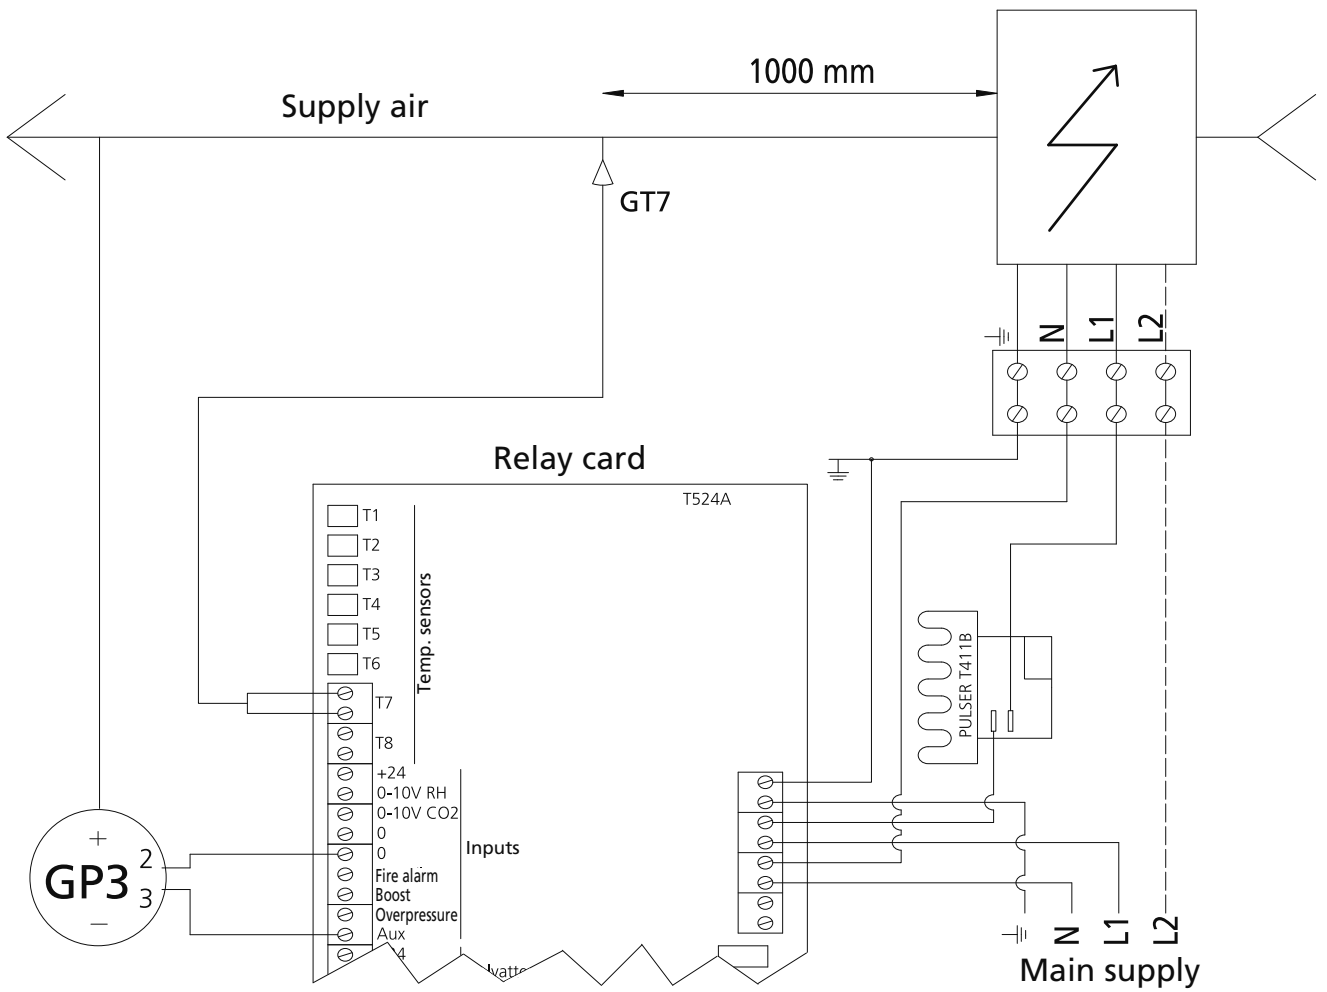 1000 mm
Supply air
GT7
N L1 L2
Relay card
T524A
T1
T2
T3
T4
T5
T6
T7
T8
Temp. sensors
+24
0-10V RH
0-10V CO2
0
0
Fire alarm
Boost
Overpressure
Aux
Inputs
PULSER T411B
+
GP3
2
3
−
N L1 L2
Main supply